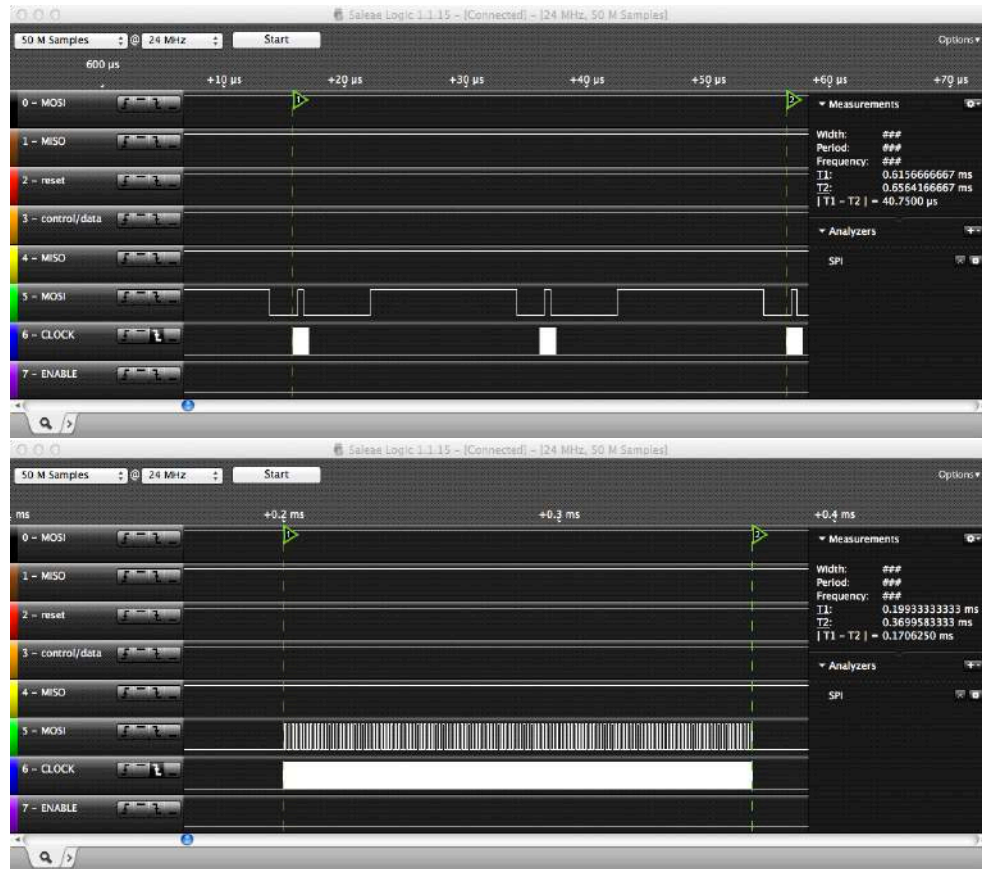 Saleae Logic 1.1.15 - [Connected] - [24 MHz, 50 M Samples]
50 M Samples @ 24 MHz Start Options
600 µs
+10 µs +20 µs +30 µs +40 µs +50 µs +60 µs +70 µs
0 - MOSI 1 2 Measurements
1 - MISO Width: ###
Period: ###
Frequency: ###
2 - reset T1: 0.6156666667 ms
T2: 0.6564166667 ms
|T1 - T2| = 40.7500 µs
3 - control/data Analyzers
4 - MISO SPI
5 - MOSI
6 - CLOCK
7 - ENABLE
Saleae Logic 1.1.15 - [Connected] - [24 MHz, 50 M Samples]
50 M Samples @ 24 MHz Start Options
ms +0.2 ms +0.3 ms +0.4 ms
0 - MOSI 1 2 Measurements
1 - MISO Width: ###
Period: ###
Frequency: ###
2 - reset T1: 0.19933333333 ms
T2: 0.3699583333 ms
|T1 - T2| = 0.1706250 ms
3 - control/data Analyzers
4 - MISO SPI
5 - MOSI
6 - CLOCK
7 - ENABLE